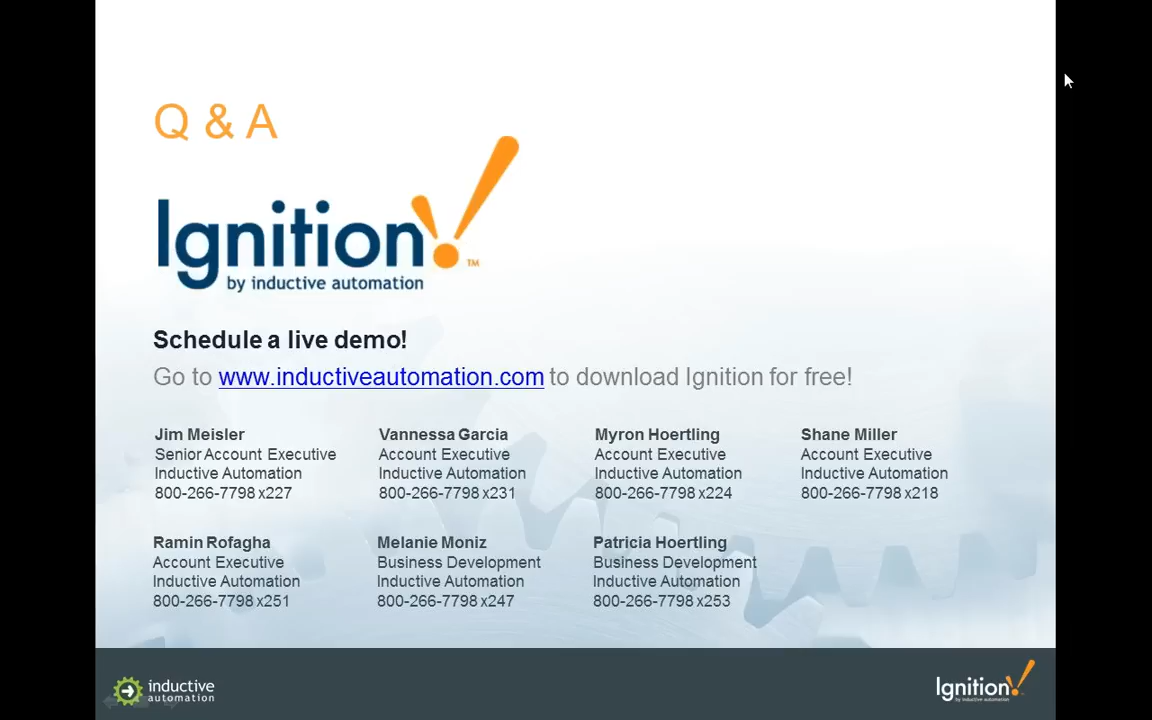 Q & A
Ignition!™
by inductive automation
Schedule a live demo!
Go to www.inductiveautomation.com to download Ignition for free!
Jim Meisler
Senior Account Executive
Inductive Automation
800-266-7798 x227
Vannessa Garcia
Account Executive
Inductive Automation
800-266-7798 x231
Myron Hoertling
Account Executive
Inductive Automation
800-266-7798 x224
Shane Miller
Account Executive
Inductive Automation
800-266-7798 x218
Ramin Rofagha
Account Executive
Inductive Automation
800-266-7798 x251
Melanie Moniz
Business Development
Inductive Automation
800-266-7798 x247
Patricia Hoertling
Business Development
Inductive Automation
800-266-7798 x253
inductive
automation
Ignition!
by inductive automation